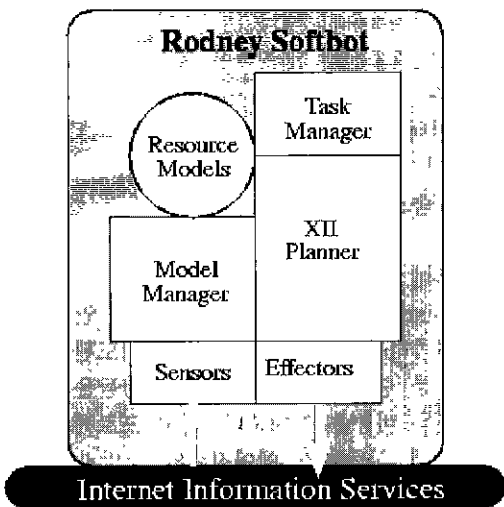 Rodney Softbot
Task
Manager
Resource
Models
XII
Planner
Model
Manager
Sensors
Effectors
Internet Information Services